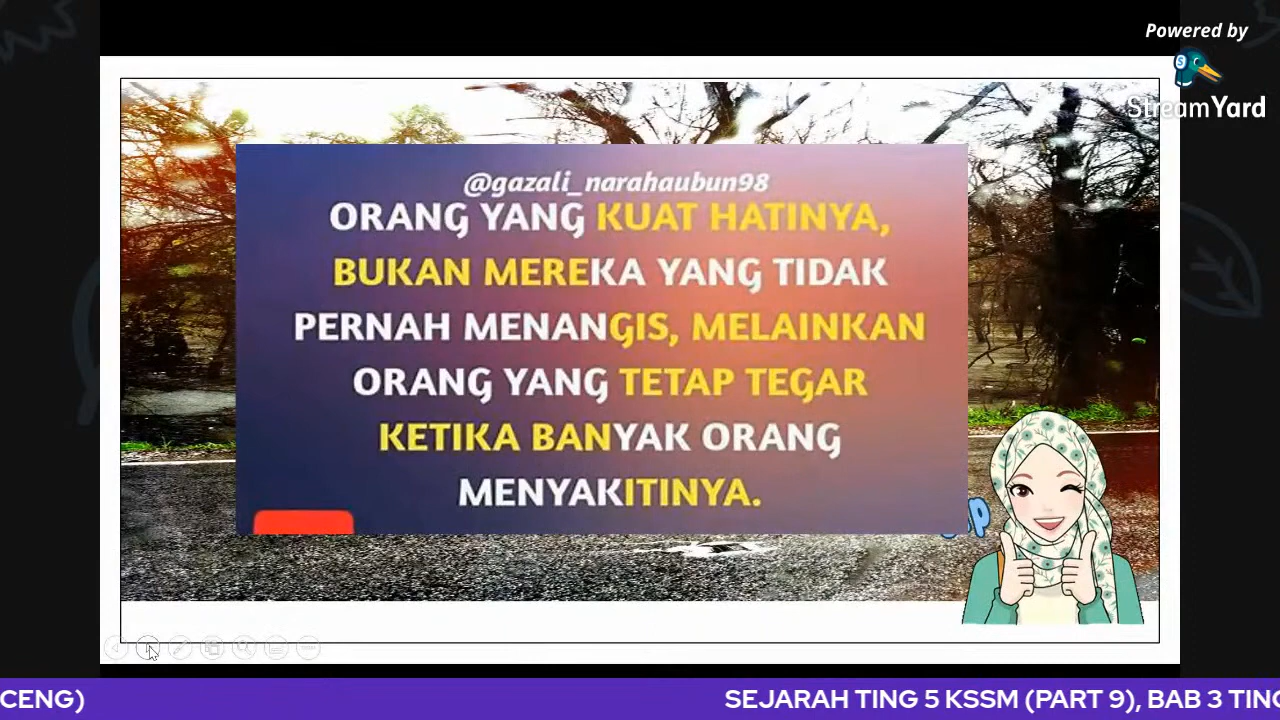 Powered by
StreamYard
@gazali_narahaubun98
ORANG YANG KUAT HATINYA,
BUKAN MEREKA YANG TIDAK
PERNAH MENANGIS, MELAINKAN
ORANG YANG TETAP TEGAR
KETIKA BANYAK ORANG
MENYAKITINYA.
CENG) SEJARAH TING 5 KSSM (PART 9), BAB 3 TING